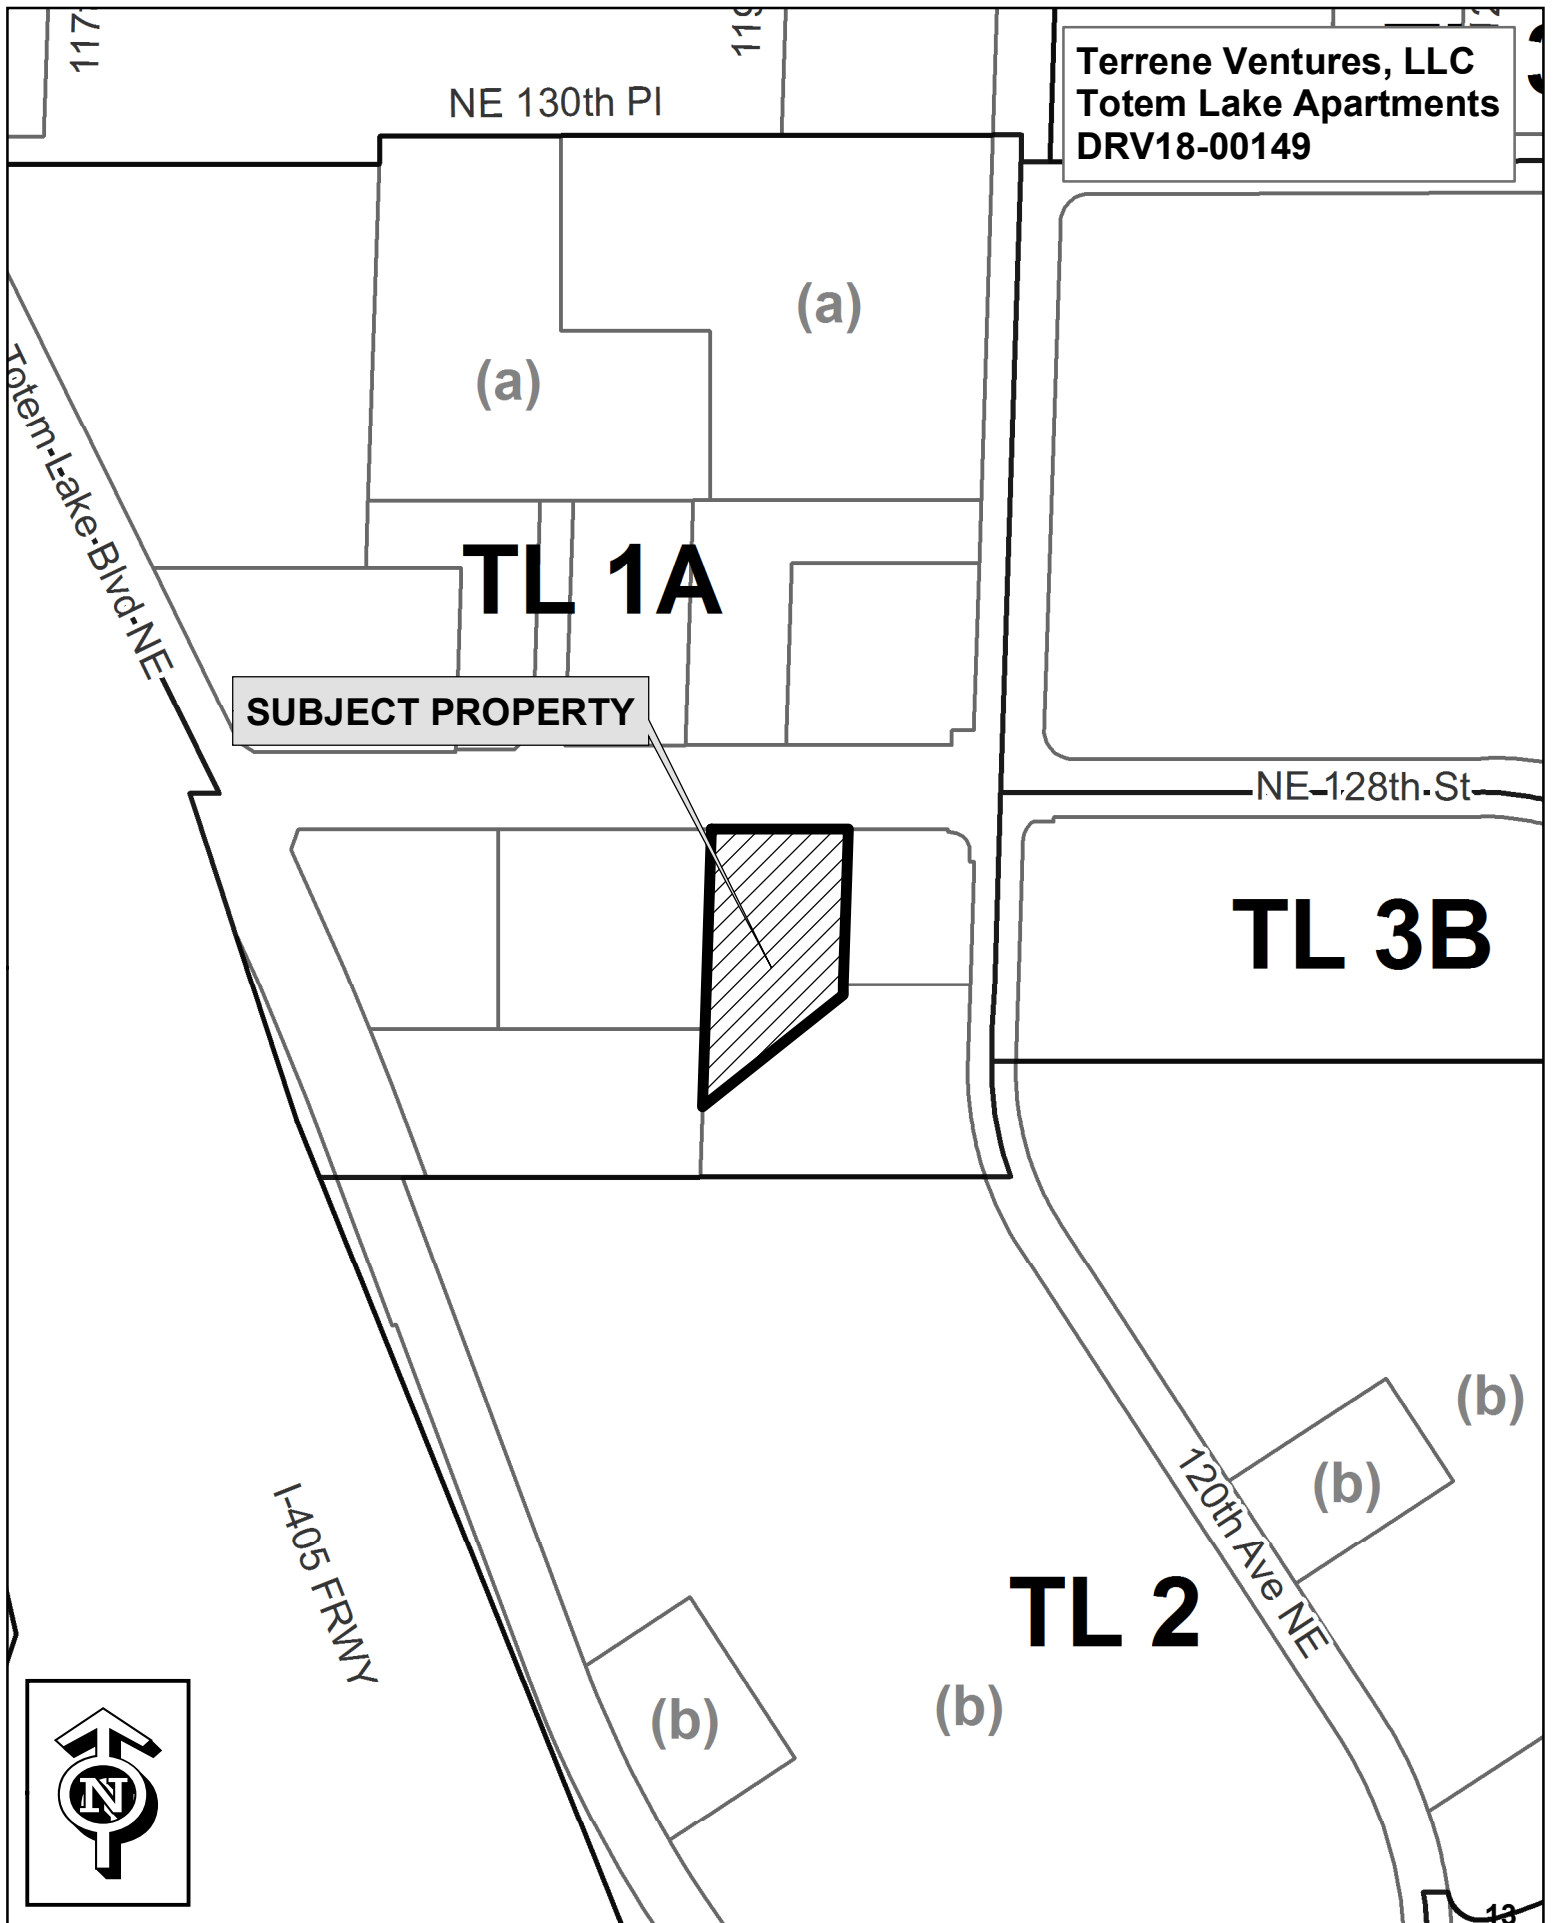 NE 130th Pl
Terrene Ventures, LLC
Totem Lake Apartments
DRV18-00149
(a)
(a)
Totem Lake Blvd NE
TL 1A
SUBJECT PROPERTY
NE 128th St
TL 3B
(b)
(b)
120th Ave NE
I-405 FRWY
TL 2
(b)
(b)
N
13